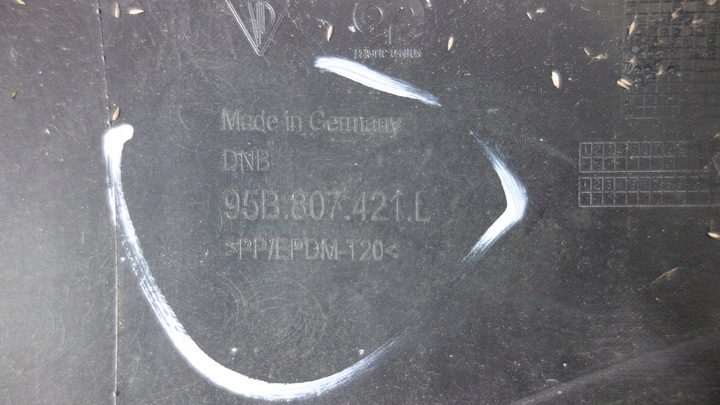 Made in Germany
DNB
95B.807.421.L
>PP/EPDM-T20<